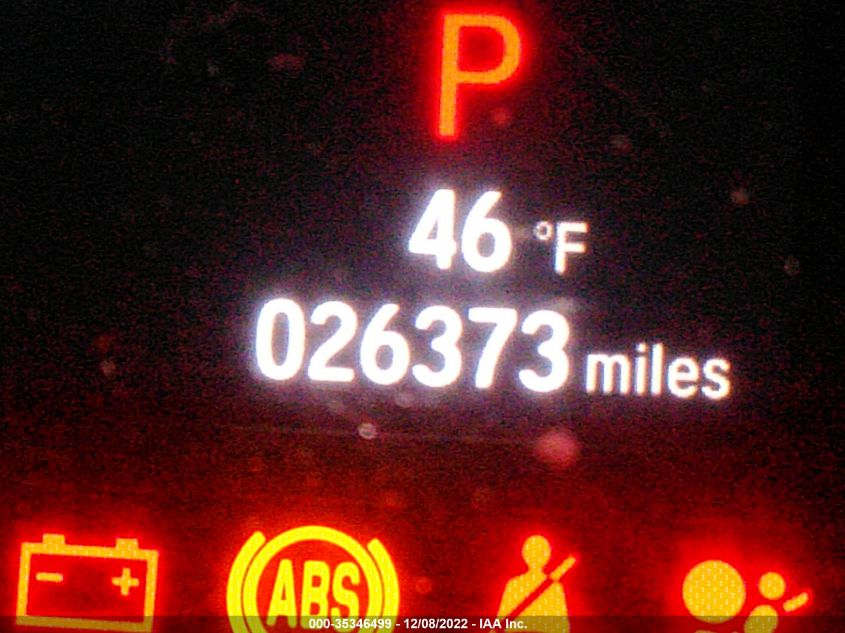 P
46 °F
026373 miles
ABS
000-35346499 - 12/08/2022 - IAA Inc.